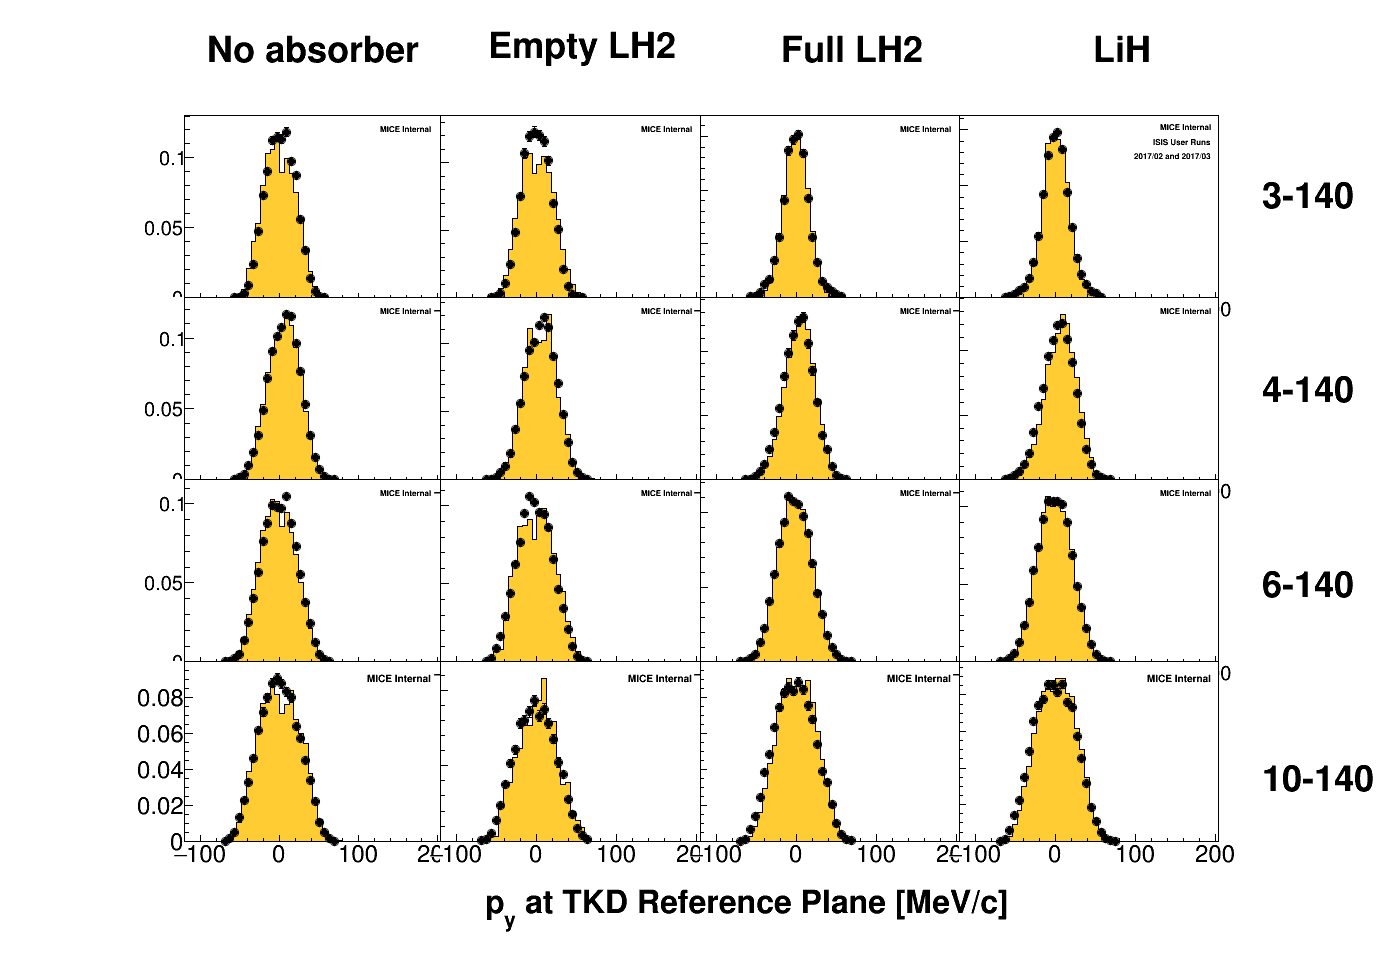 No absorber Empty LH2 Full LH2 LiH
MICE Internal MICE Internal MICE Internal MICE Internal
ISIS User Runs
2017/02 and 2017/03
0.1
3-140
0.05
0
MICE Internal MICE Internal MICE Internal MICE Internal
0.1
4-140
0.05
0
MICE Internal MICE Internal MICE Internal MICE Internal
0.1
6-140
0.05
0
MICE Internal MICE Internal MICE Internal MICE Internal
0.08
0.06
10-140
0.04
0.02
0
−100 0 100 −100 0 100 −100 0 100 −100 0 100 200
py at TKD Reference Plane [MeV/c]